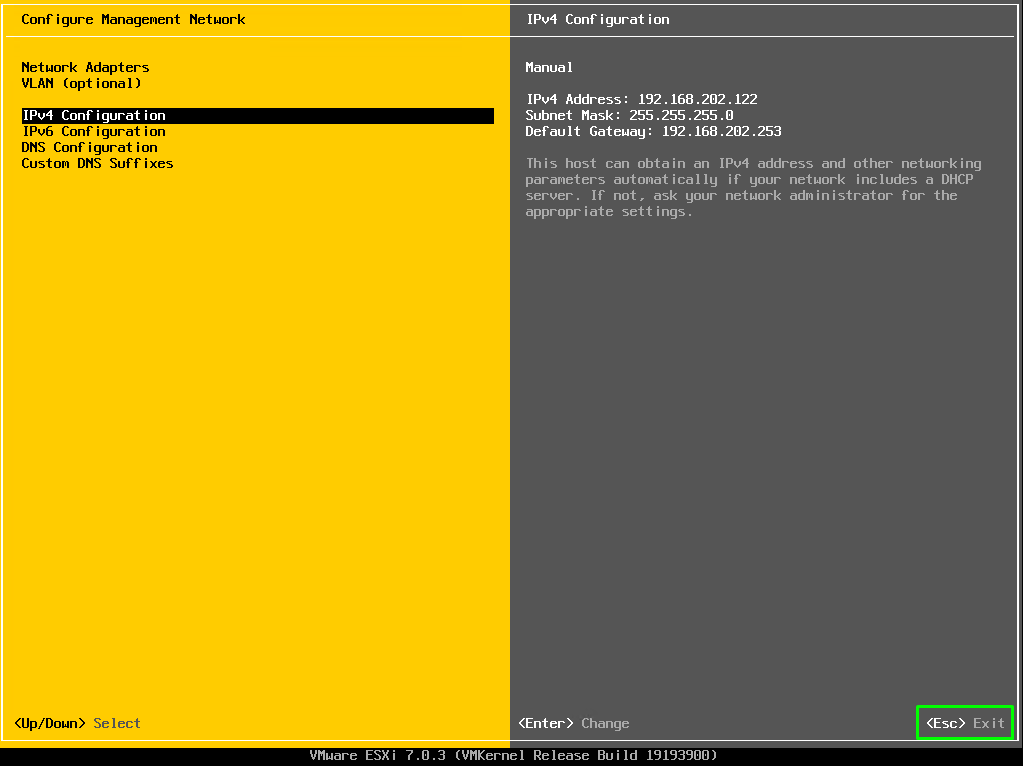 Configure Management Network
Network Adapters
VLAN (optional)
IPv4 Configuration
IPv6 Configuration
DNS Configuration
Custom DNS Suffixes
<Up/Down> Select
IPv4 Configuration
Manual
IPv4 Address: 192.168.202.122
Subnet Mask: 255.255.255.0
Default Gateway: 192.168.202.253
This host can obtain an IPv4 address and other networking
parameters automatically if your network includes a DHCP
server. If not, ask your network administrator for the
appropriate settings.
<Enter> Change
<Esc> Exit
VMware ESXi 7.0.3 (VMKernel Release Build 19193900)